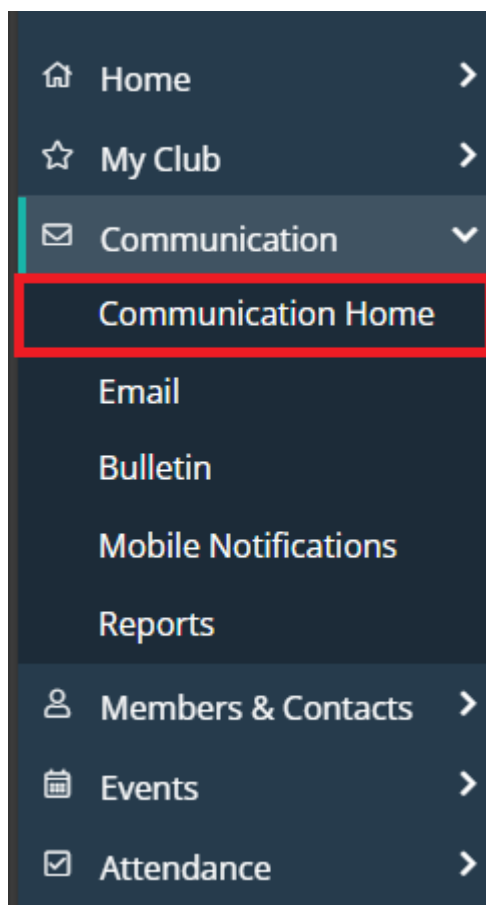 Home
My Club
Communication
Communication Home
Email
Bulletin
Mobile Notifications
Reports
Members & Contacts
Events
Attendance